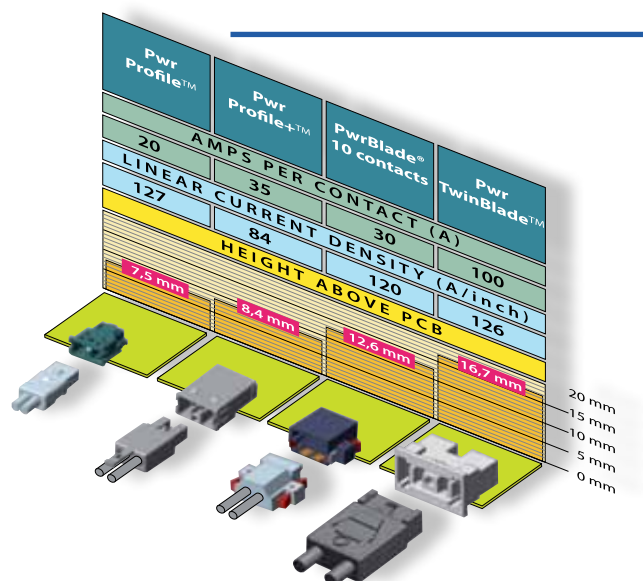 Pwr
Profile™
Pwr
Profile+™
PwrBlade®
10 contacts
Pwr
TwinBlade™
AMPS PER CONTACT (A)
20
35
30
100
LINEAR CURRENT DENSITY (A/inch)
127
84
120
126
HEIGHT ABOVE PCB
7,5 mm
8,4 mm
12,6 mm
16,7 mm
20 mm
15 mm
10 mm
5 mm
0 mm